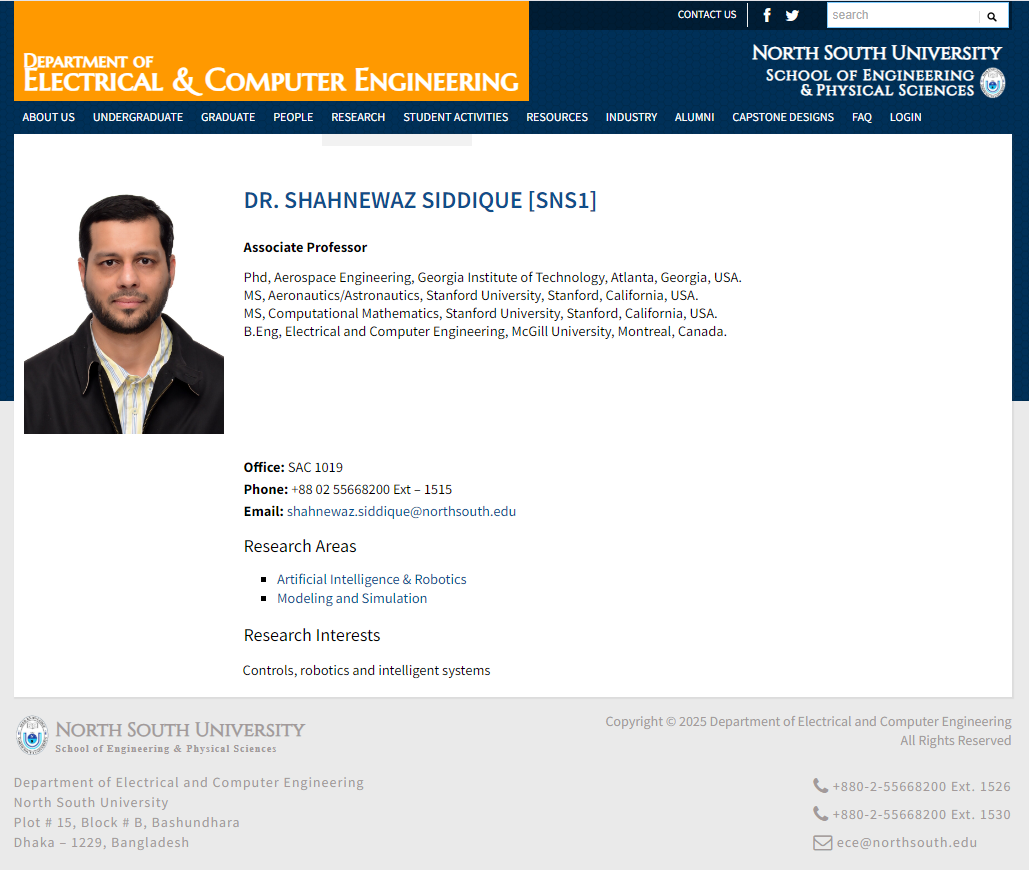 CONTACT US
search
DEPARTMENT OF
ELECTRICAL & COMPUTER ENGINEERING
NORTH SOUTH UNIVERSITY
SCHOOL OF ENGINEERING
& PHYSICAL SCIENCES
ABOUT US UNDERGRADUATE GRADUATE PEOPLE RESEARCH STUDENT ACTIVITIES RESOURCES INDUSTRY ALUMNI CAPSTONE DESIGNS FAQ LOGIN
DR. SHAHNEWAZ SIDDIQUE [SNS1]
Associate Professor
Phd, Aerospace Engineering, Georgia Institute of Technology, Atlanta, Georgia, USA.
MS, Aeronautics/Astronautics, Stanford University, Stanford, California, USA.
MS, Computational Mathematics, Stanford University, Stanford, California, USA.
B.Eng, Electrical and Computer Engineering, McGill University, Montreal, Canada.
Office: SAC 1019
Phone: +88 02 55668200 Ext – 1515
Email: shahnewaz.siddique@northsouth.edu
Research Areas
Artificial Intelligence & Robotics
Modeling and Simulation
Research Interests
Controls, robotics and intelligent systems
NORTH SOUTH UNIVERSITY
School of Engineering & Physical Sciences
Department of Electrical and Computer Engineering
North South University
Plot # 15, Block # B, Bashundhara
Dhaka – 1229, Bangladesh
Copyright © 2025 Department of Electrical and Computer Engineering
All Rights Reserved
+880-2-55668200 Ext. 1526
+880-2-55668200 Ext. 1530
ece@northsouth.edu